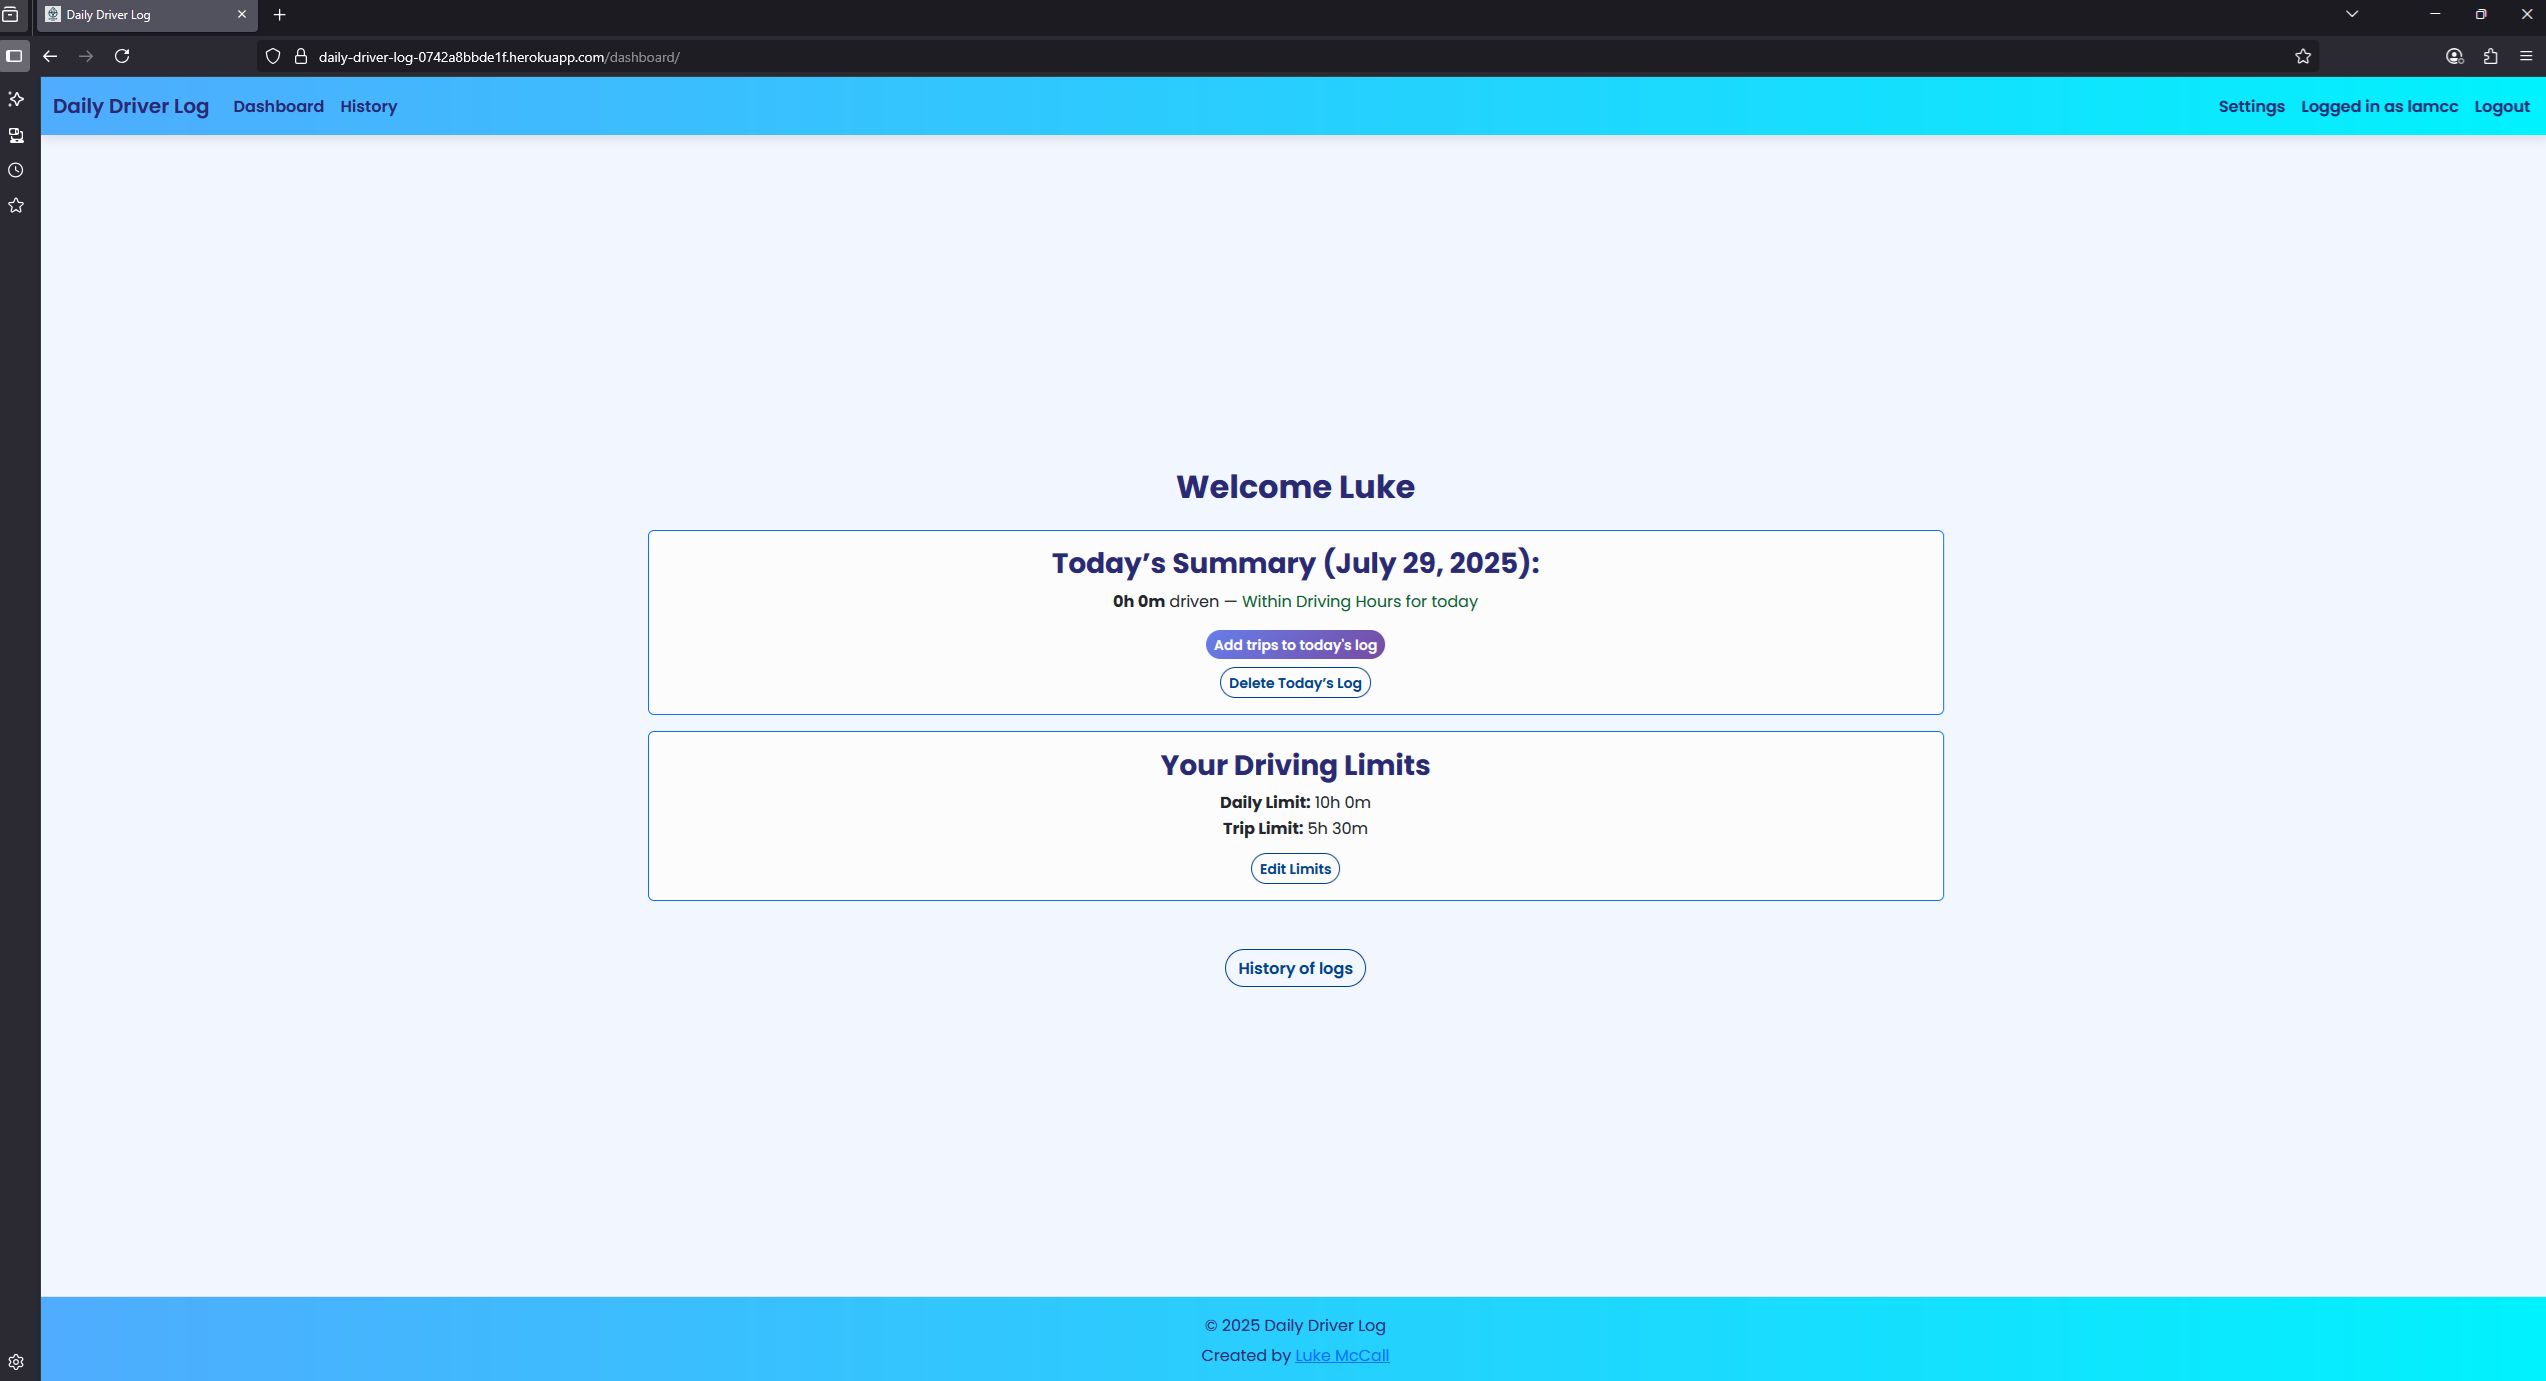 Daily Driver Log
daily-driver-log-0742a8bbde1f.herokuapp.com/dashboard/
Daily Driver Log Dashboard History Settings Logged in as lamcc Logout
Welcome Luke
Today’s Summary (July 29, 2025):
0h 0m driven — Within Driving Hours for today
Add trips to today's log
Delete Today’s Log
Your Driving Limits
Daily Limit: 10h 0m
Trip Limit: 5h 30m
Edit Limits
History of logs
© 2025 Daily Driver Log
Created by Luke McCall